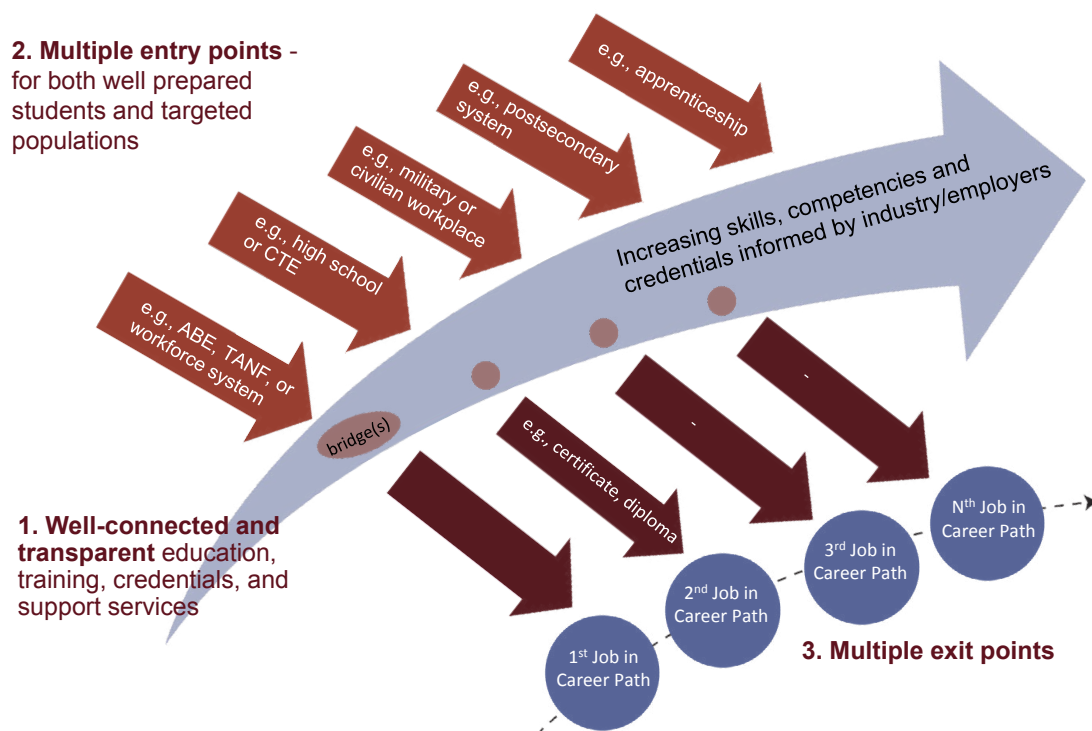 2. Multiple entry points -
for both well prepared
students and targeted
populations
e.g., apprenticeship
e.g., postsecondary
system
e.g., military or
civilian workplace
e.g., high school
or CTE
e.g., ABE, TANF, or
workforce system
Increasing skills, competencies and
credentials informed by industry/employers
bridge(s)
1. Well-connected and
transparent education,
training, credentials, and
support services
e.g., certificate, diploma
-
-
1st Job in
Career Path
2nd Job in
Career Path
3rd Job in
Career Path
Nth Job in
Career Path
3. Multiple exit points